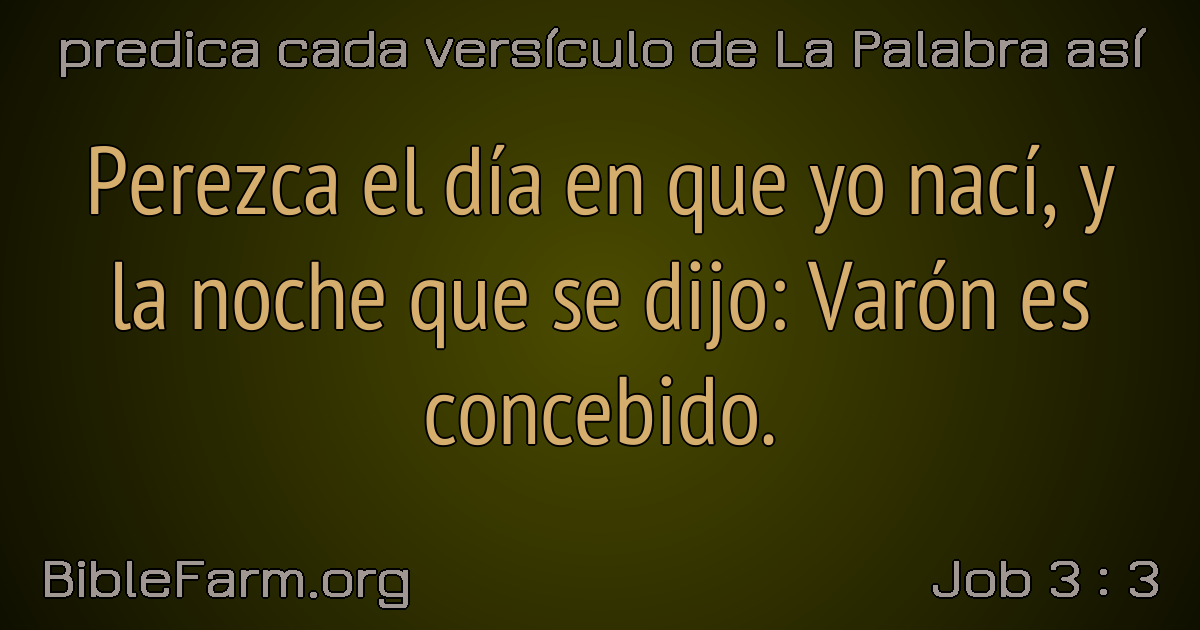 predica cada versículo de La Palabra así
Perezca el día en que yo nací, y
la noche que se dijo: Varón es
concebido.
BibleFarm.org
Job 3 : 3